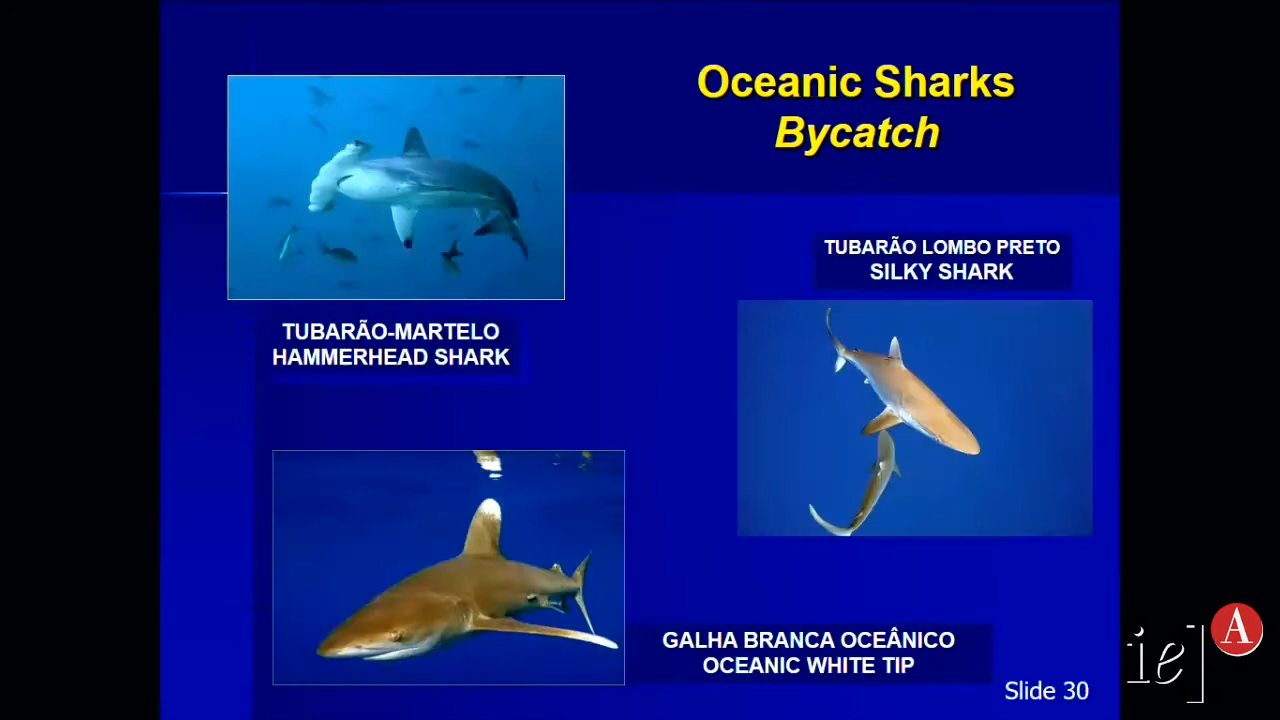 Oceanic Sharks
Bycatch
TUBARÃO LOMBO PRETO
SILKY SHARK
TUBARÃO-MARTELO
HAMMERHEAD SHARK
GALHA BRANCA OCEÂNICO
OCEANIC WHITE TIP
Slide 30
ie]
A